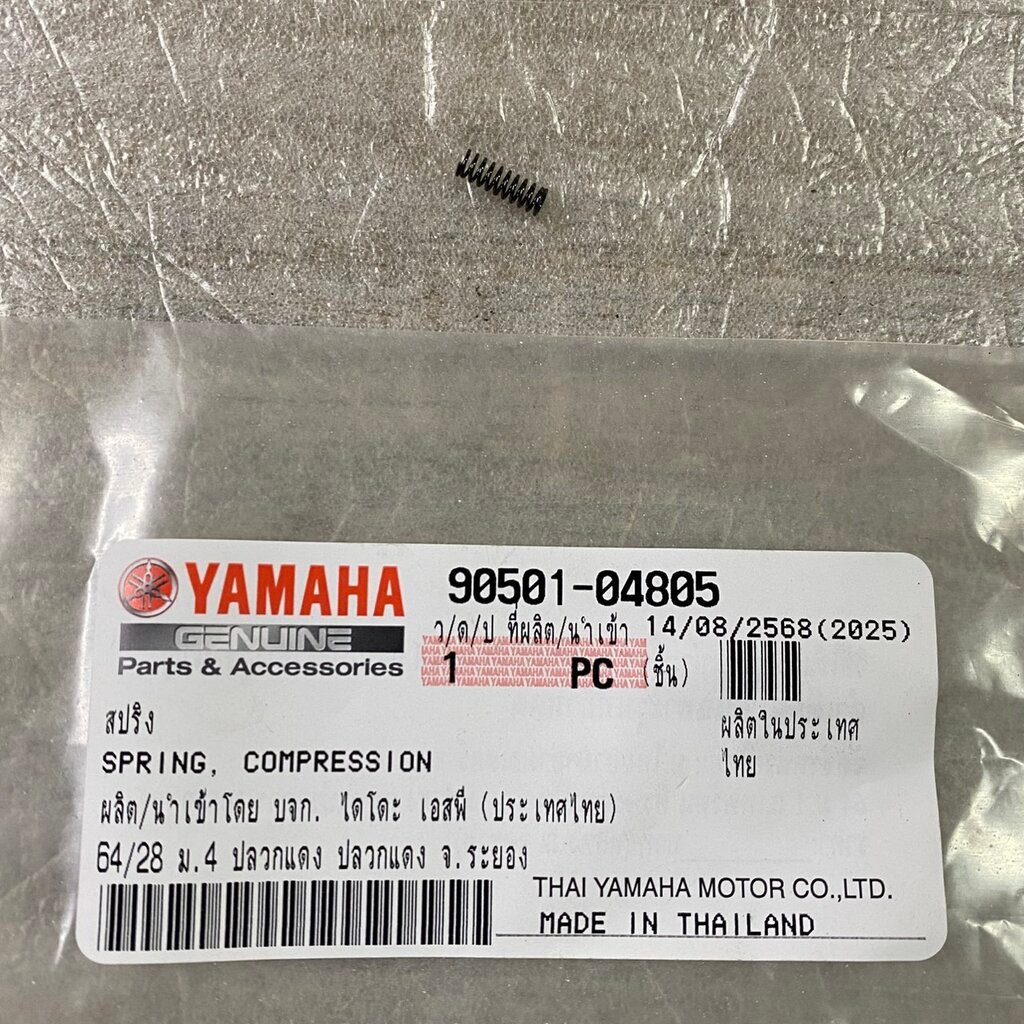 YAMAHA
GENUINE
Parts & Accessories
90501-04805
ว/ด/ป ที่ผลิต/นำเข้า 14/08/2568(2025)
1 PC (ชิ้น)
สปริง
SPRING, COMPRESSION
ผลิตในประเทศ
ไทย
ผลิต/นำเข้าโดย บจก. ไดโดะ เอสพี (ประเทศไทย)
64/28 ม.4 ปลวกแดง ปลวกแดง จ.ระยอง
THAI YAMAHA MOTOR CO.,LTD.
MADE IN THAILAND